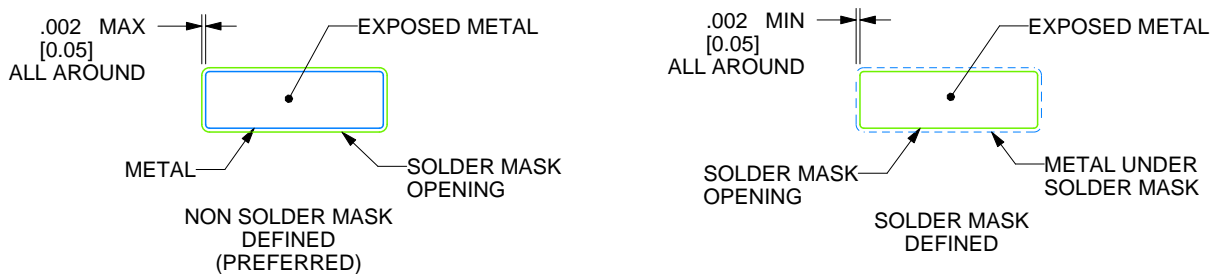 .002 MAX
[0.05]
ALL AROUND
EXPOSED METAL
METAL
SOLDER MASK
OPENING
NON SOLDER MASK
DEFINED
(PREFERRED)
.002 MIN
[0.05]
ALL AROUND
EXPOSED METAL
SOLDER MASK
OPENING
METAL UNDER
SOLDER MASK
SOLDER MASK
DEFINED